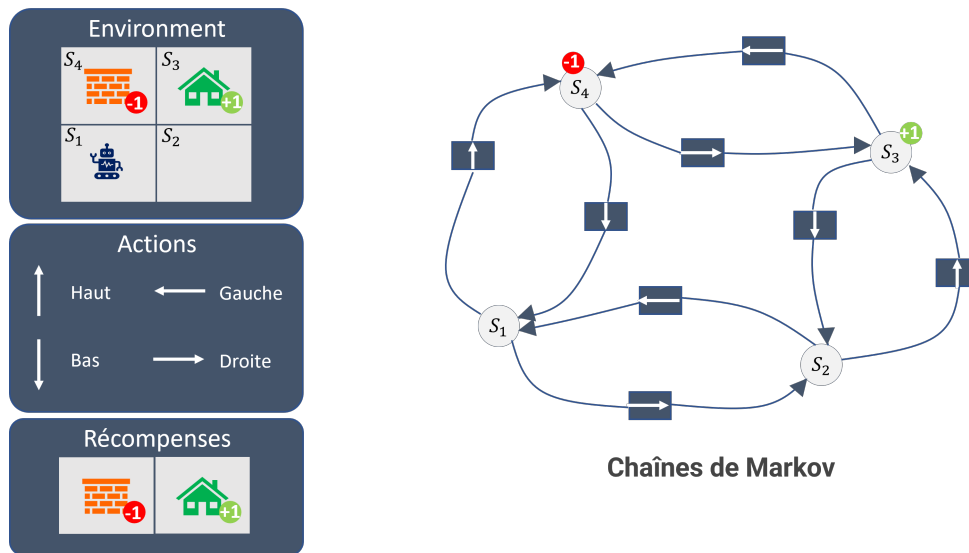 Environment
S4
-1
S3
+1
S1
S2
Actions
Haut
Gauche
Bas
Droite
Récompenses
-1
+1
-1
S4
+1
S3
S1
S2
Chaînes de Markov